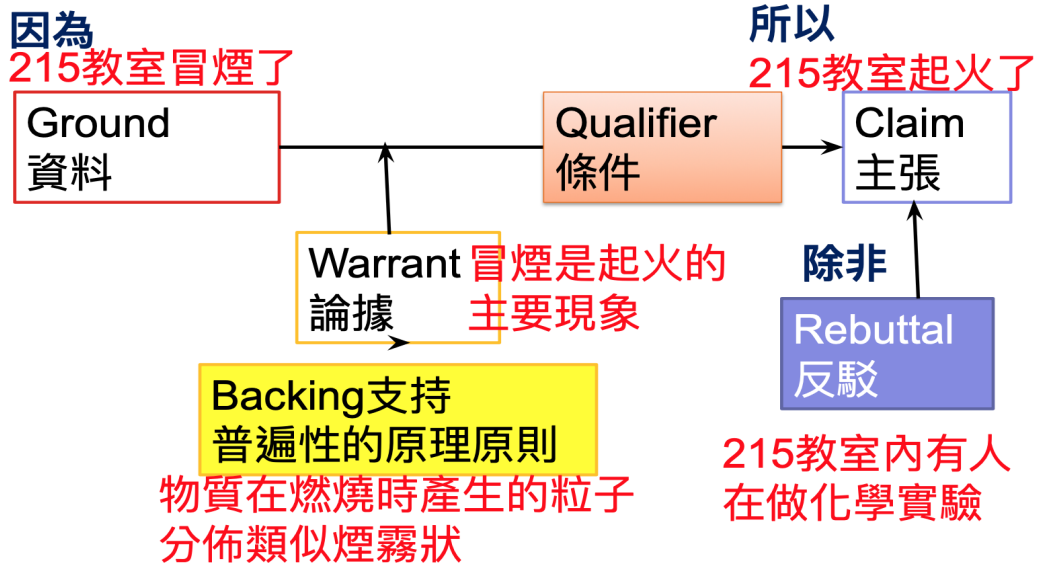 因為
215教室冒煙了
Ground
資料
Qualifier
條件
所以
215教室起火了
Claim
主張
Warrant
論據
冒煙是起火的
主要現象
除非
Rebuttal
反駁
Backing支持
普遍性的原理原則
物質在燃燒時產生的粒子
分佈類似煙霧狀
215教室內有人
在做化學實驗